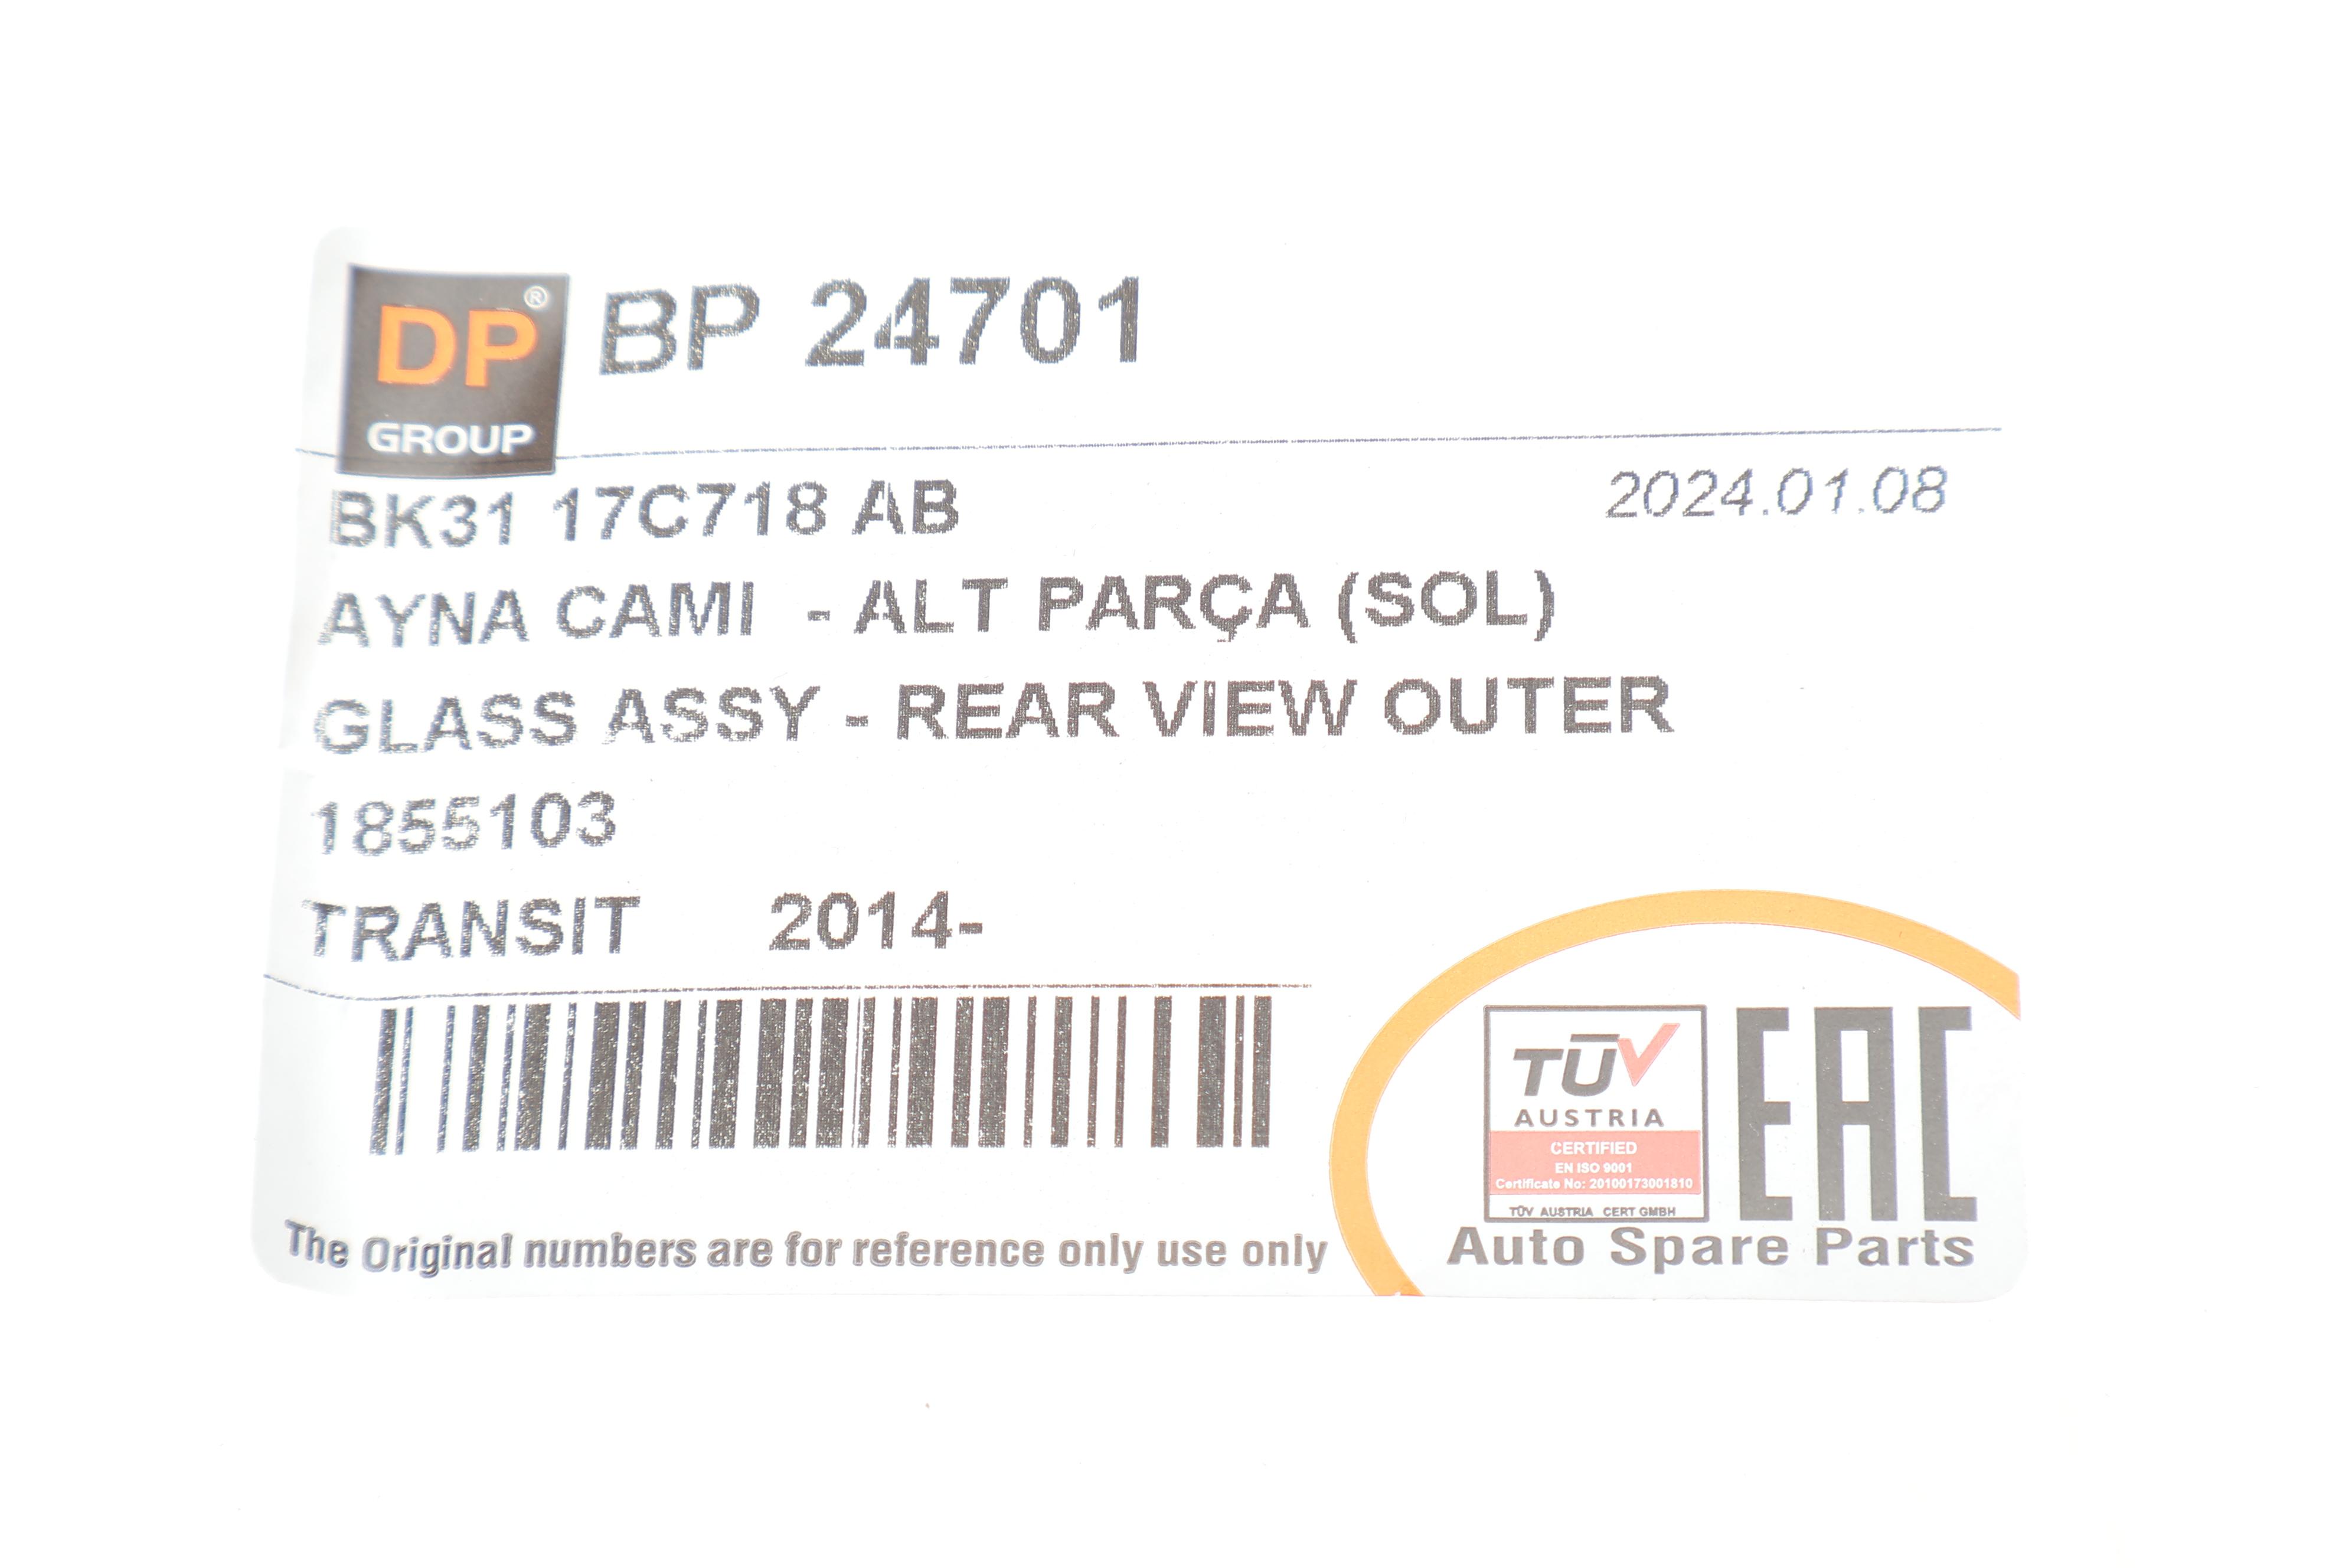 DP®
GROUP
BP 24701
BK31 17C718 AB
2024.01.08
AYNA CAMI - ALT PARÇA (SOL)
GLASS ASSY - REAR VIEW OUTER
1855103
TRANSIT 2014-
TÜV
AUSTRIA
CERTIFIED
EN ISO 9001
Certificate No: 20100173001810
TÜV AUSTRIA CERT GMBH
EAC
The Original numbers are for reference only use only
Auto Spare Parts